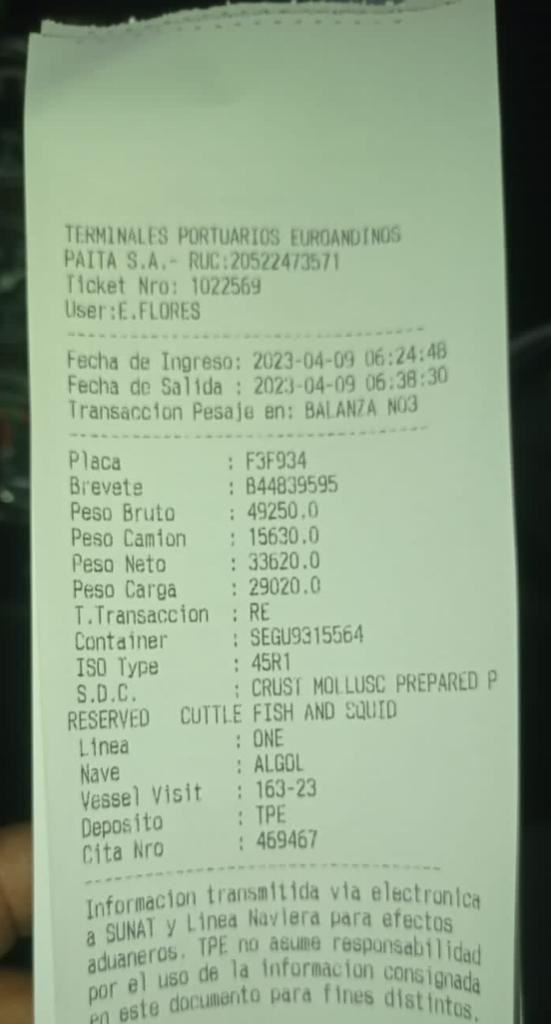 TERMINALES PORTUARIOS EUROANDINOS
PAITA S.A.- RUC:20522473571
Ticket Nro: 1022569
User:E.FLORES
Fecha de Ingreso: 2023-04-09 06:24:48
Fecha de Salida : 2023-04-09 06:38:30
Transaccion Pesaje en: BALANZA NO3
Placa : F3F934
Brevete : B44839595
Peso Bruto : 49250.0
Peso Camion : 15630.0
Peso Neto : 33620.0
Peso Carga : 29020.0
T.Transaccion : RE
Container : SEGU9315564
ISO Type : 45R1
S.D.C. : CRUST MOLLUSC PREPARED P
RESERVED CUTTLE FISH AND SQUID
Linea : ONE
Nave : ALGOL
Vessel Visit : 163-23
Deposito : TPE
Cita Nro : 469467
Informacion transmitida via electronica
a SUNAT y Linea Naviera para efectos
aduaneros. TPE no asume responsabilidad
por el uso de la informacion consignada
en este documento para fines distintos.